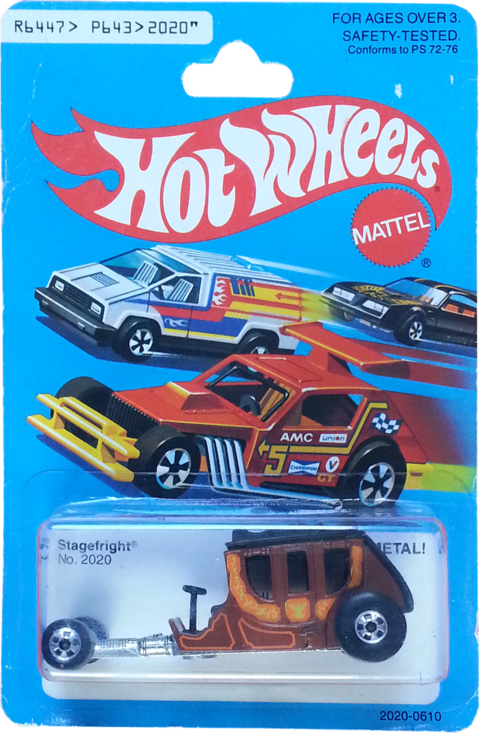 R6447> P643>2020"
FOR AGES OVER 3.
SAFETY-TESTED.
Conforms to PS 72-76
HOT WHEELS
MATTEL
®
AMC union
5
CHAMPION V
GT
Stagefright®
No. 2020
METAL!
2020-0610